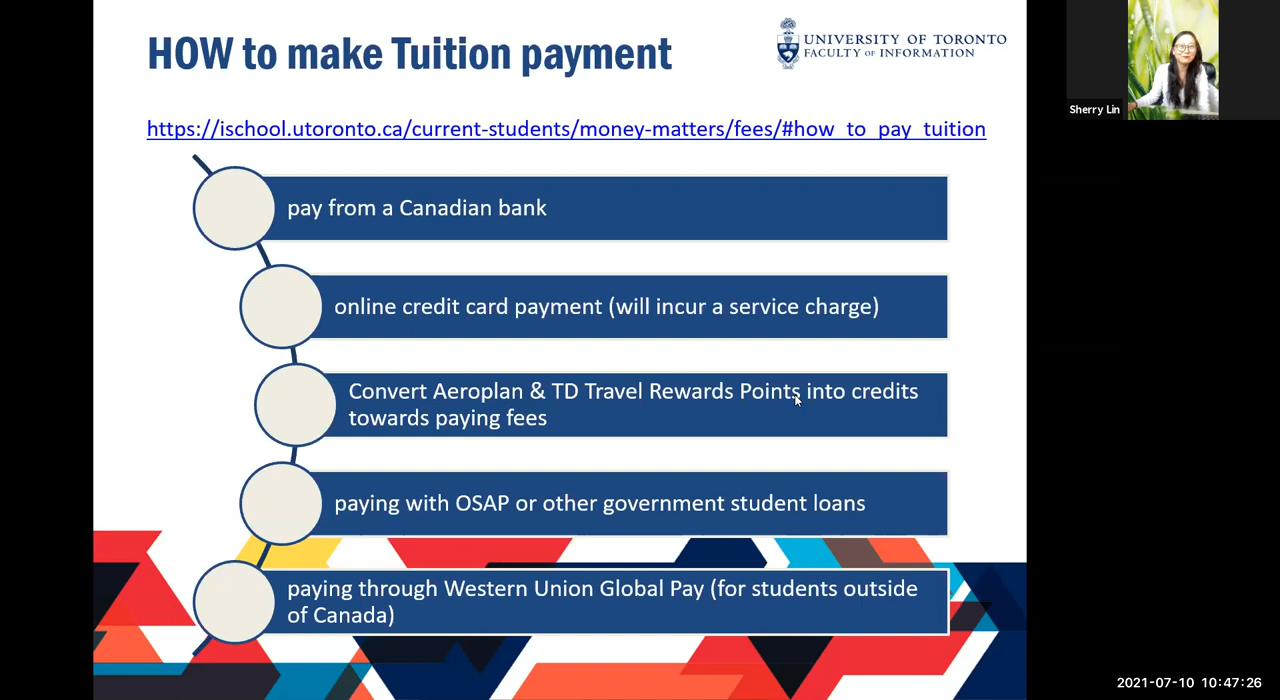 HOW to make Tuition payment
UNIVERSITY OF TORONTO
FACULTY OF INFORMATION
https://ischool.utoronto.ca/current-students/money-matters/fees/#how_to_pay_tuition
Sherry Lin
pay from a Canadian bank
online credit card payment (will incur a service charge)
Convert Aeroplan & TD Travel Rewards Points into credits
towards paying fees
paying with OSAP or other government student loans
paying through Western Union Global Pay (for students outside
of Canada)
2021-07-10 10:47:26